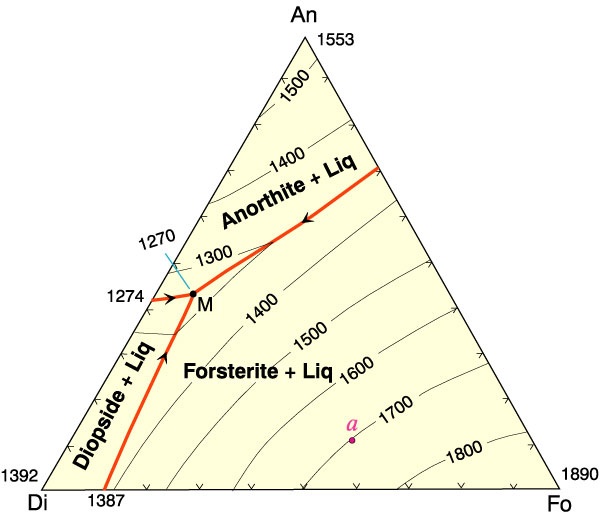 An
1553
1500
1400
Anorthite + Liq
1270
1300
1274
M
1400
1500
Diopside + Liq
Forsterite + Liq
1600
1700
a
1800
1392
1890
Di
1387
Fo